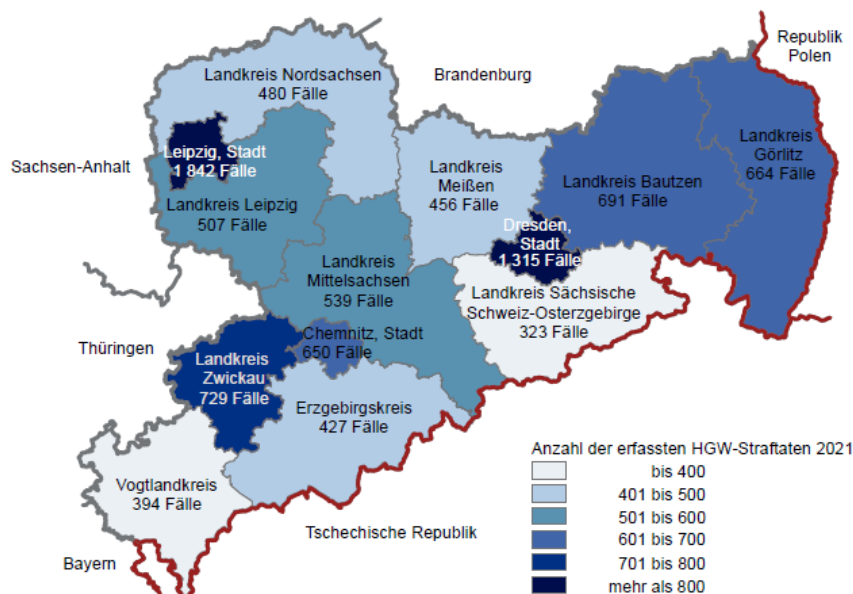 Republik
Polen
Landkreis Nordsachsen
480 Fälle
Brandenburg
Leipzig, Stadt
1 842 Fälle
Sachsen-Anhalt
Landkreis
Görlitz
664 Fälle
Landkreis
Meißen
456 Fälle
Landkreis Bautzen
691 Fälle
Landkreis Leipzig
507 Fälle
Dresden,
Stadt
1 315 Fälle
Landkreis
Mittelsachsen
539 Fälle
Landkreis Sächsische
Schweiz-Osterzgebirge
323 Fälle
Chemnitz, Stadt
650 Fälle
Thüringen
Landkreis
Zwickau
729 Fälle
Erzgebirgskreis
427 Fälle
Vogtlandkreis
394 Fälle
Tschechische Republik
Bayern
Anzahl der erfassten HGW-Straftaten 2021
bis 400
401 bis 500
501 bis 600
601 bis 700
701 bis 800
mehr als 800